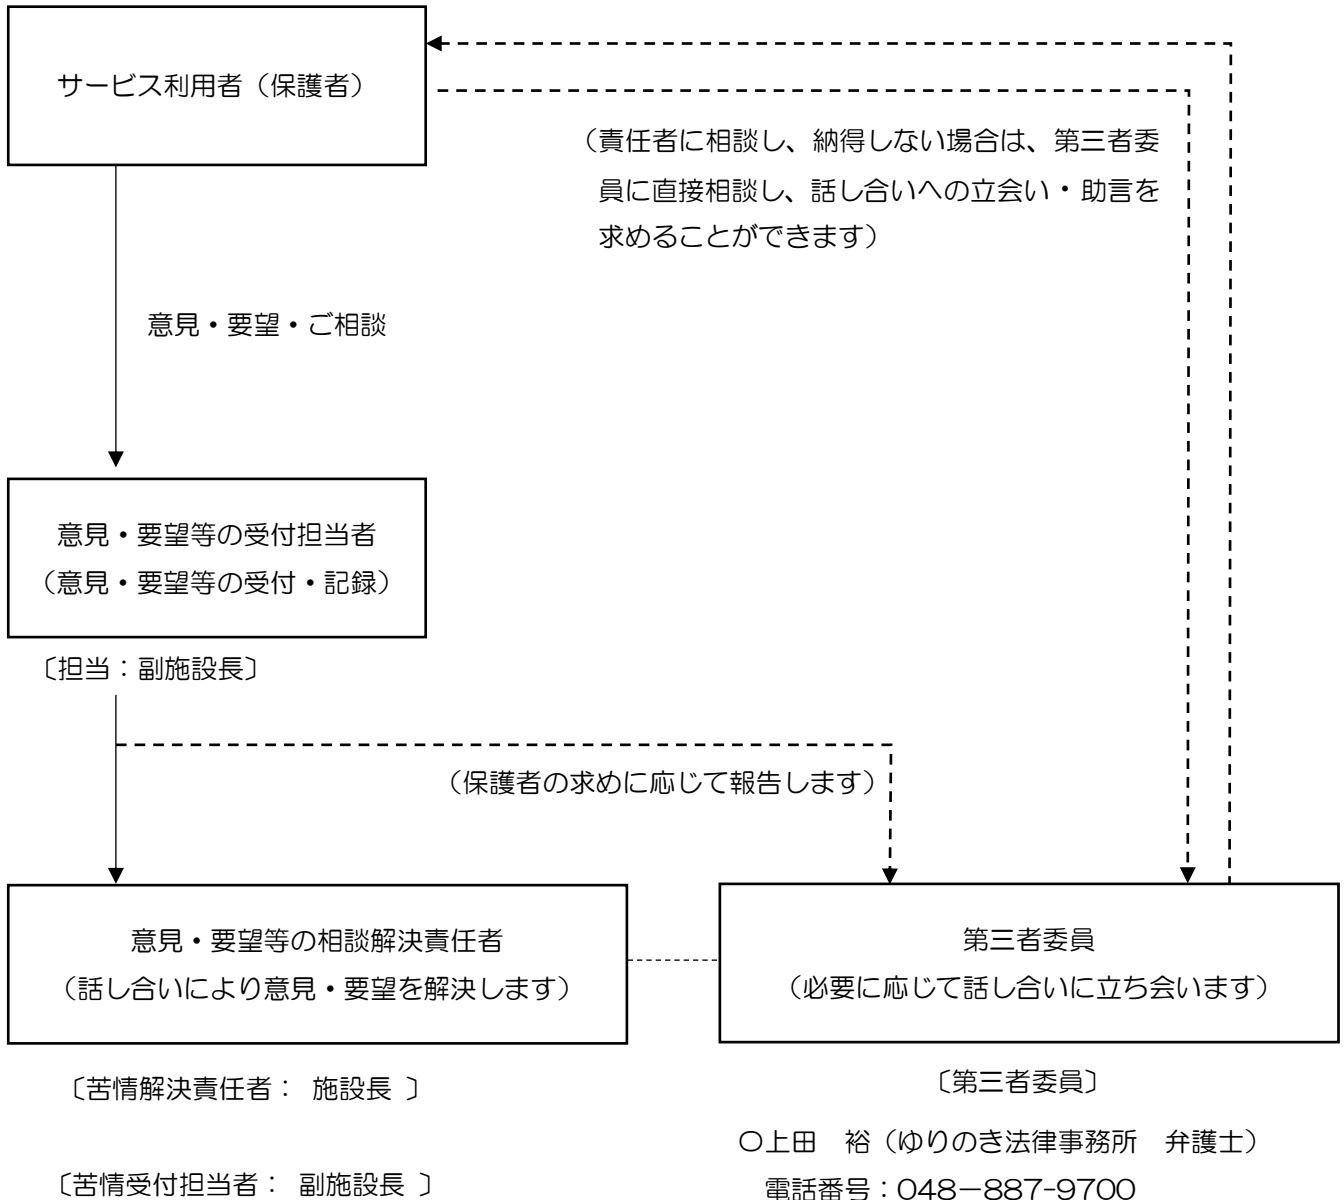 サービス利用者（保護者）
（責任者に相談し、納得しない場合は、第三者委
員に直接相談し、話し合いへの立会い・助言を
求めることができます）
意見・要望・ご相談
意見・要望等の受付担当者
（意見・要望等の受付・記録）
〔担当：副施設長〕
（保護者の求めに応じて報告します）
意見・要望等の相談解決責任者
（話し合いにより意見・要望を解決します）
第三者委員
（必要に応じて話し合いに立ち会います）
〔苦情解決責任者： 施設長 〕
〔苦情受付担当者： 副施設長 〕
〔第三者委員〕
〇上田　裕（ゆりのき法律事務所　弁護士）
電話番号：048－887-9700